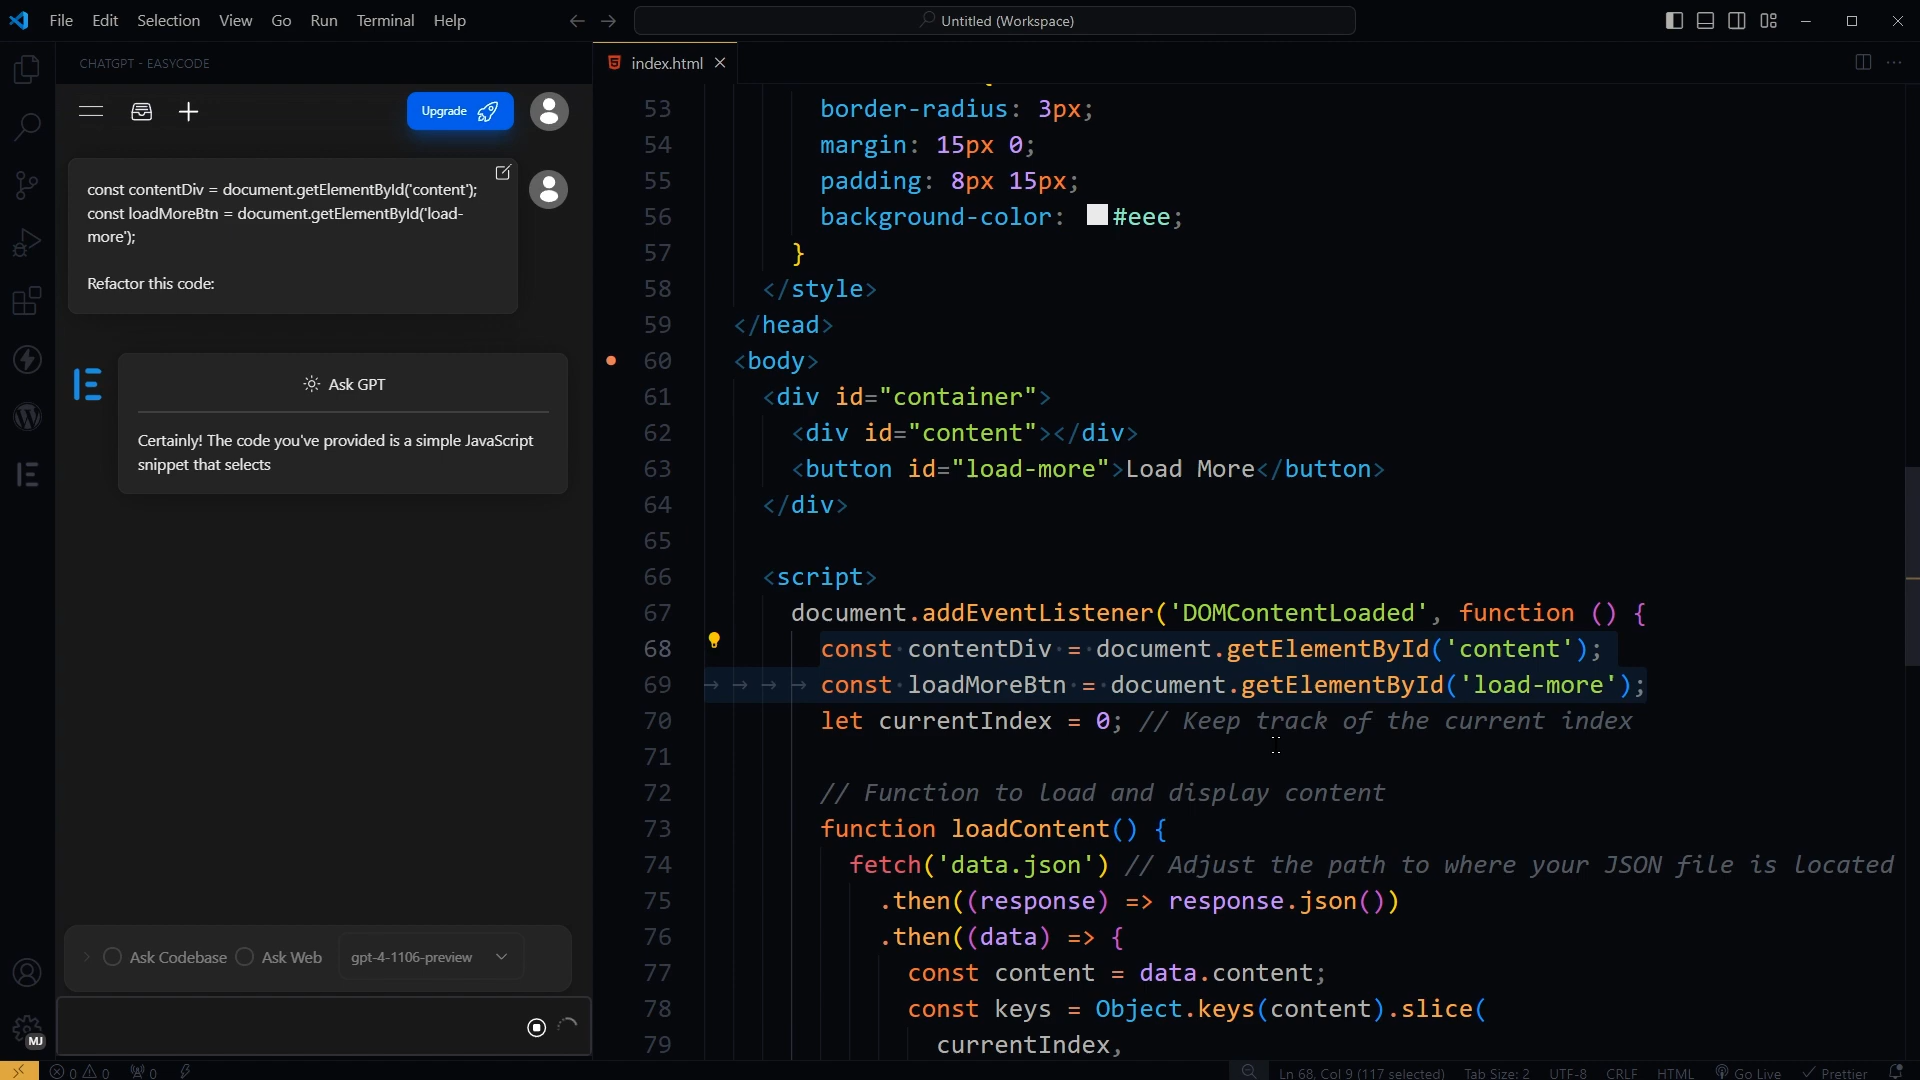 File Edit Selection View Go Run Terminal Help
Untitled (Workspace)
CHATGPT - EASYCODE
Upgrade
const contentDiv = document.getElementById('content');
const loadMoreBtn = document.getElementById('load-
more');
Refactor this code:
Ask GPT
Certainly! The code you've provided is a simple JavaScript
snippet that selects
Ask Codebase Ask Web gpt-4-1106-preview
MJ
index.html
53 border-radius: 3px;
54 margin: 15px 0;
55 padding: 8px 15px;
56 background-color: #eee;
57 }
58 </style>
59 </head>
60 <body>
61 <div id="container">
62 <div id="content"></div>
63 <button id="load-more">Load More</button>
64 </div>
65
66 <script>
67 document.addEventListener('DOMContentLoaded', function () {
68 const contentDiv = document.getElementById('content');
69 const loadMoreBtn = document.getElementById('load-more');
70 let currentIndex = 0; // Keep track of the current index
71
72 // Function to load and display content
73 function loadContent() {
74 fetch('data.json') // Adjust the path to where your JSON file is located
75 .then((response) => response.json())
76 .then((data) => {
77 const content = data.content;
78 const keys = Object.keys(content).slice(
79 currentIndex,
0 0 0 Ln 68, Col 9 (117 selected) Tab Size: 2 UTF-8 CRLF HTML Go Live Prettier